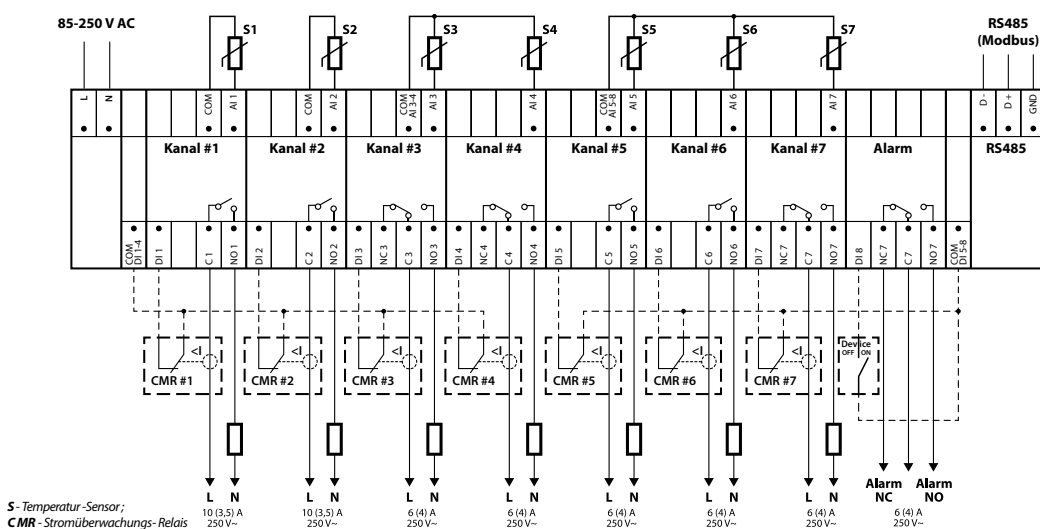 85-250 V AC
S1 S2 S3 S4 S5 S6 S7
RS485
(Modbus)
L N COM AI 1 COM AI 2 COM AI 3-4 AI 3 AI 4 COM AI 5-8 AI 5 AI 6 AI 7 D - D + GND
Kanal #1 Kanal #2 Kanal #3 Kanal #4 Kanal #5 Kanal #6 Kanal #7 Alarm RS485
COM DI 1-4 DI 1 C 1 NO 1 DI 2 C 2 NO 2 DI 3 NC 3 C 3 NO 3 DI 4 NC 4 C 4 NO 4 DI 5 C 5 NO 5 DI 6 C 6 NO 6 DI 7 NC 7 C 7 NO 7 DI 8 NC 7 C 7 NO 7 COM DI 5-8
<I <I <I <I <I <I <I Device
OFF ON
CMR #1 CMR #2 CMR #3 CMR #4 CMR #5 CMR #6 CMR #7
L N L N L N L N L N L N L N Alarm NC Alarm NO
10 (3,5) A 10 (3,5) A 6 (4) A 6 (4) A 6 (4) A 6 (4) A 6 (4) A 6 (4) A
250 V~ 250 V~ 250 V~ 250 V~ 250 V~ 250 V~ 250 V~ 250 V~
S - Temperatur-Sensor;
CMR - Stromüberwachungs- Relais